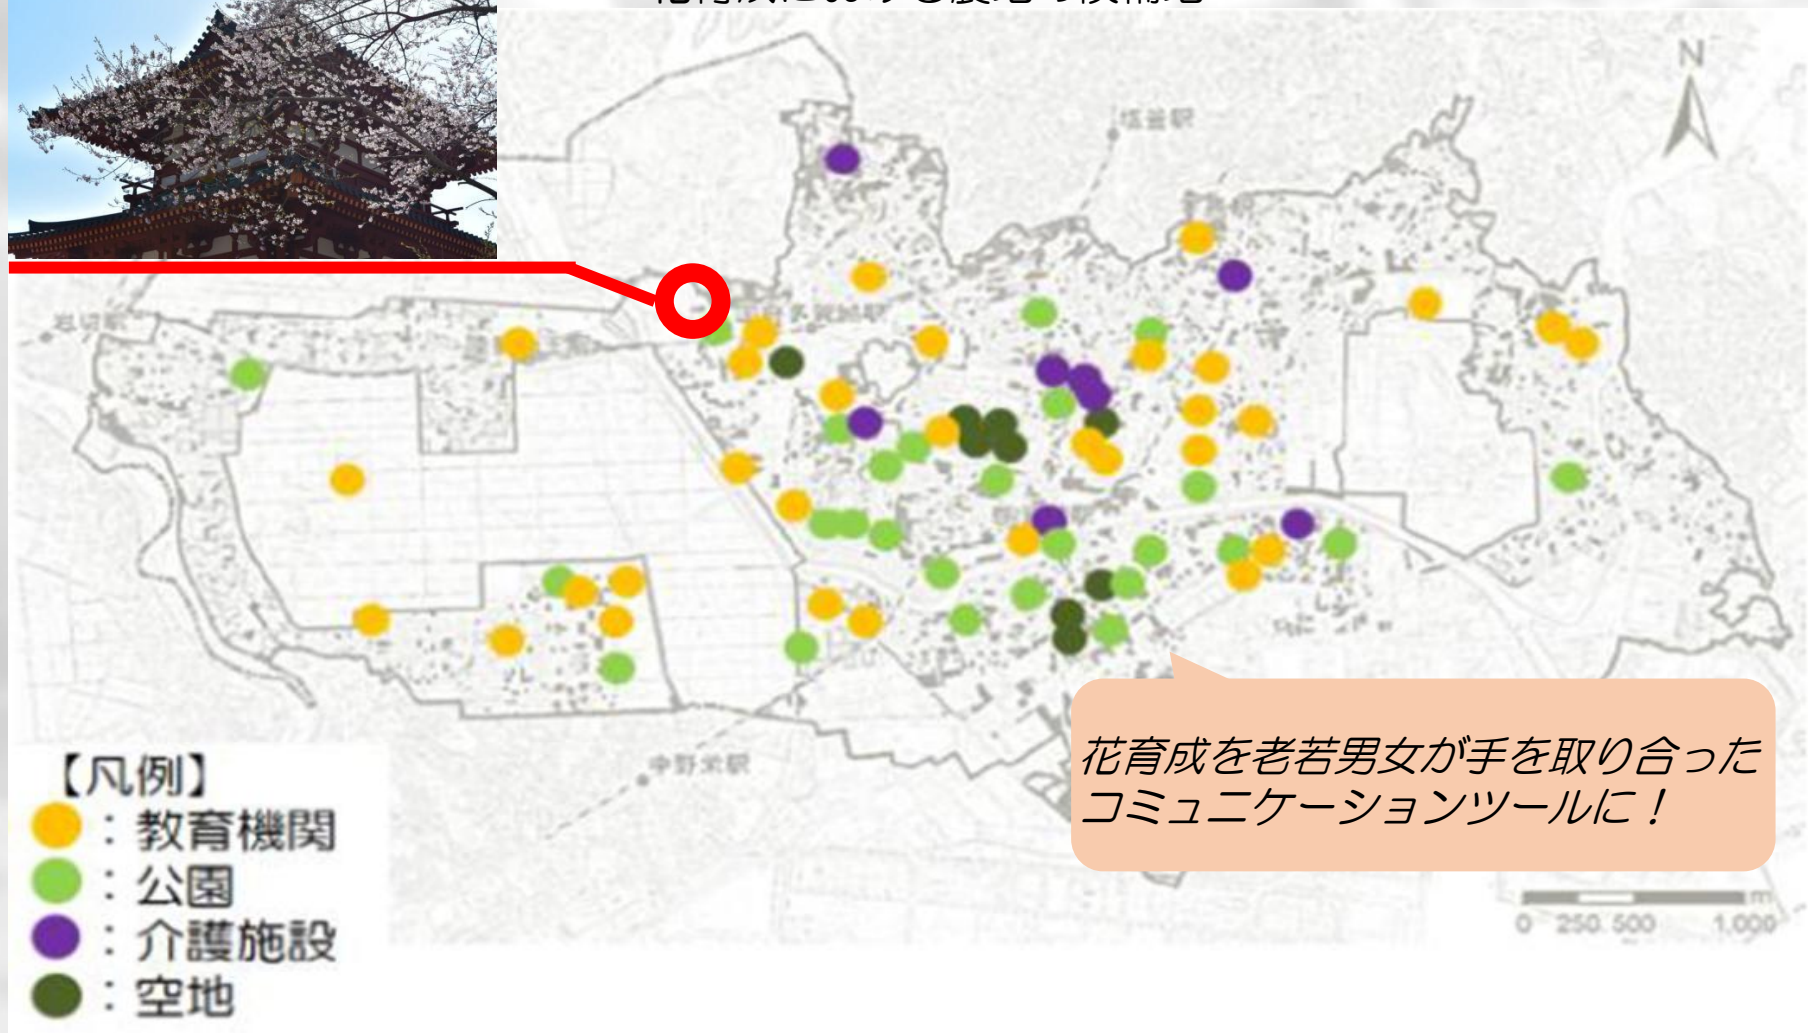 N
塩釜駅
中野栄駅
花育成を老若男女が手を取り合った
コミュニケーションツールに！
【凡例】
：教育機関
：公園
：介護施設
：空地
m
0 250 500 1,000